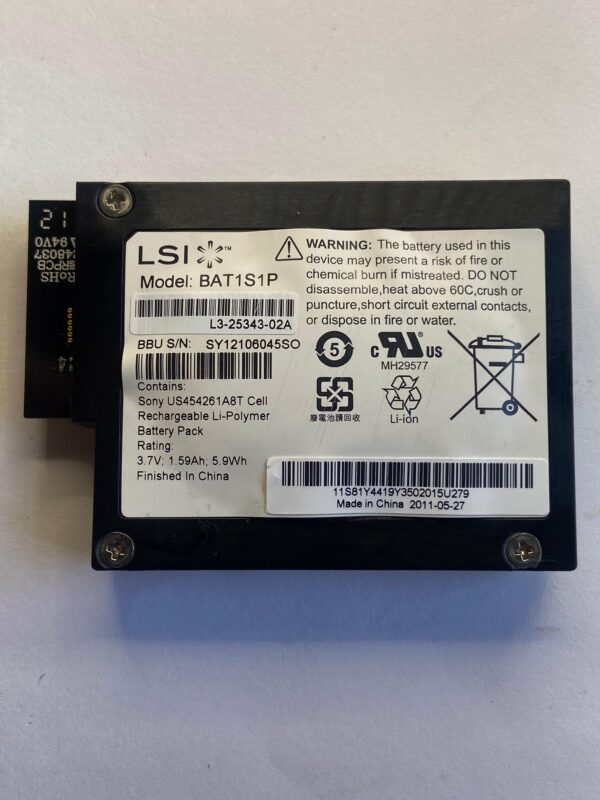 LSI™
Model: BAT1S1P
L3-25343-02A
BBU S/N: SY12106045SO
Contains:
Sony US454261A8T Cell
Rechargeable Li-Polymer
Battery Pack
Rating:
3.7V; 1.59Ah; 5.9Wh
Finished In China
WARNING: The battery used in this
device may present a risk of fire or
chemical burn if mistreated. DO NOT
disassemble,heat above 60C,crush or
puncture,short circuit external contacts,
or dispose in fire or water.
5
c RU US
MH29577
廢電池請回收
Li-ion
11S81Y4419Y3502015U279
Made in China 2011-05-27
RoHS
94V0